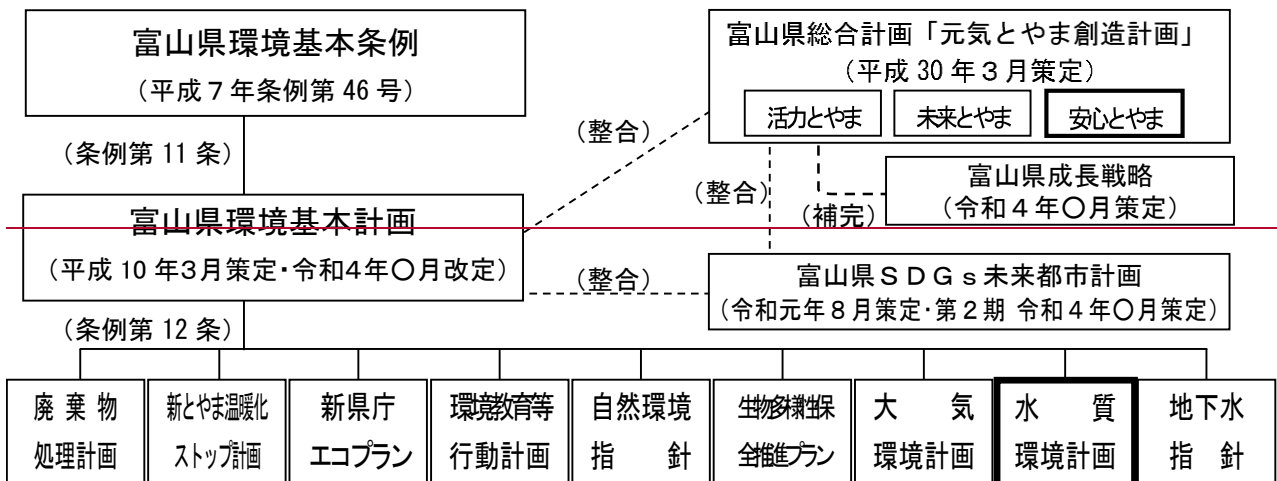 富山県環境基本条例
（平成７年条例第 46 号）
富山県総合計画「元気とやま創造計画」
（平成 30 年３月策定）
活力とやま
未来とやま
安心とやま
（整合）
（条例第 11 条）
（整合）
（補完）
富山県成長戦略
（令和４年〇月策定）
富山県環境基本計画
（平成 10 年３月策定・令和４年〇月改定）
（整合）
富山県ＳＤＧｓ未来都市計画
（令和元年８月策定・第２期 令和４年〇月策定）
（条例第 12 条）
廃棄物
処理計画
新とやま温暖化
ストップ計画
新県庁
エコプラン
環境教育等
行動計画
自然環境
指針
生物多様性保
全推進プラン
大気
環境計画
水質
環境計画
地下水
指針